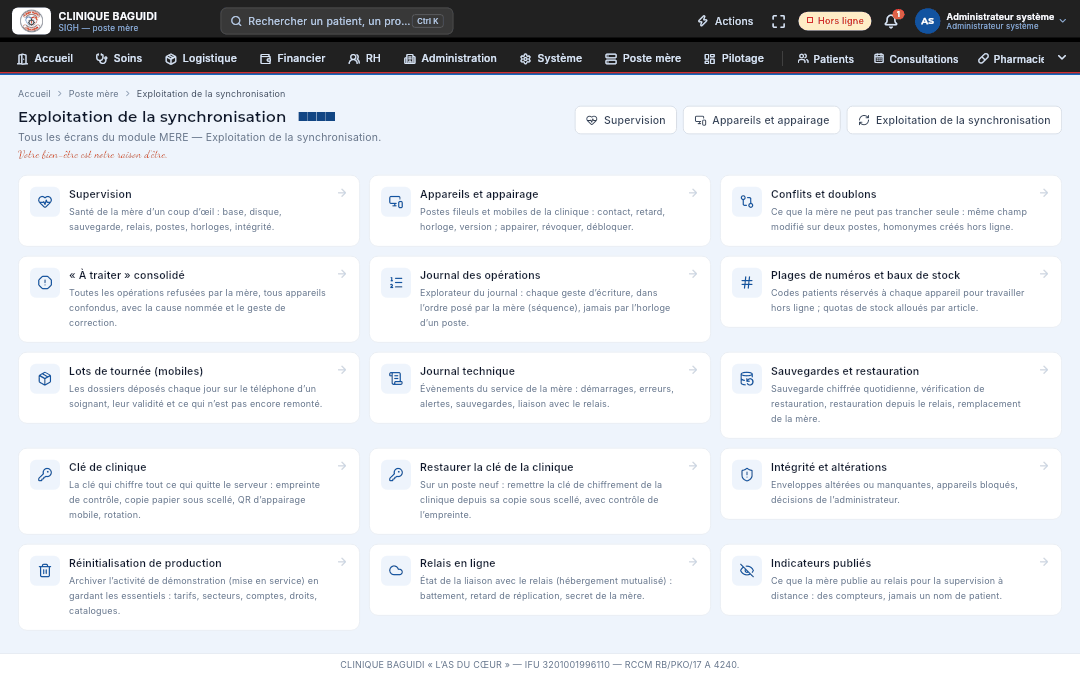 CLINIQUE BAGUIDI
SIGH — poste mère
Rechercher un patient, un pro... Ctrl K
Actions
Hors ligne
1
AS
Administrateur système
Administrateur système
Accueil
Soins
Logistique
Financier
RH
Administration
Système
Poste mère
Pilotage
Patients
Consultations
Pharmacie
Accueil > Poste mère > Exploitation de la synchronisation
Exploitation de la synchronisation
Tous les écrans du module MERE — Exploitation de la synchronisation.
Votre bien-être est notre raison d'être.
Supervision
Appareils et appairage
Exploitation de la synchronisation
Supervision
Santé de la mère d'un coup d'œil : base, disque,
sauvegarde, relais, postes, horloges, intégrité.
Appareils et appairage
Postes filleuls et mobiles de la clinique : contact, retard,
horloge, version ; appairer, révoquer, débloquer.
Conflits et doublons
Ce que la mère ne peut pas trancher seule : même champ
modifié sur deux postes, homonymes créés hors ligne.
« À traiter » consolidé
Toutes les opérations refusées par la mère, tous appareils
confondus, avec la cause nommée et le geste de
correction.
Journal des opérations
Explorateur du journal : chaque geste d'écriture, dans
l'ordre posé par la mère (séquence), jamais par l'horloge
d'un poste.
Plages de numéros et baux de stock
Codes patients réservés à chaque appareil pour travailler
hors ligne ; quotas de stock alloués par article.
Lots de tournée (mobiles)
Les dossiers déposés chaque jour sur le téléphone d'un
soignant, leur validité et ce qui n'est pas encore remonté.
Journal technique
Évènements du service de la mère : démarrages, erreurs,
alertes, sauvegardes, liaison avec le relais.
Sauvegardes et restauration
Sauvegarde chiffrée quotidienne, vérification de
restauration, restauration depuis le relais, remplacement
de la mère.
Clé de clinique
La clé qui chiffre tout ce qui quitte le serveur : empreinte
de contrôle, copie papier sous scellé, QR d'appairage
mobile, rotation.
Restaurer la clé de la clinique
Sur un poste neuf : remettre la clé de chiffrement de la
clinique depuis sa copie sous scellé, avec contrôle de
l'empreinte.
Intégrité et altérations
Enveloppes altérées ou manquantes, appareils bloqués,
décisions de l'administrateur.
Réinitialisation de production
Archiver l'activité de démonstration (mise en service) en
gardant les essentiels : tarifs, secteurs, comptes, droits,
catalogues.
Relais en ligne
État de la liaison avec le relais (hébergement mutualisé) :
battement, retard de réplication, secret de la mère.
Indicateurs publiés
Ce que la mère publie au relais pour la supervision à
distance : des compteurs, jamais un nom de patient.
CLINIQUE BAGUIDI « L'AS DU CŒUR » — IFU 3201001996110 — RCCM RB/PKO/17 A 4240.